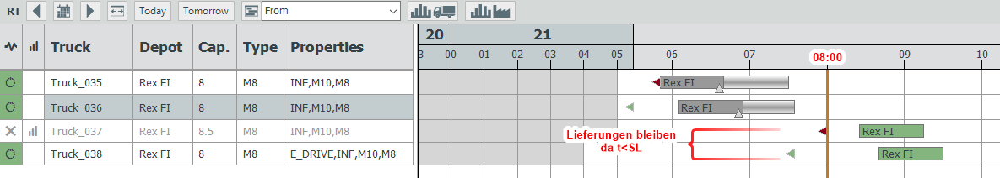 RT Today Tomorrow From
Truck Depot Cap. Type Properties 20 21
3 00 01 02 03 04 05 06 07 08:00 09 10
Truck_035 Rex FI 8 M8 INF,M10,M8 Rex FI
Truck_036 Rex FI 8 M8 INF,M10,M8 Rex FI
Truck_037 Rex FI 8.5 M8 INF,M10,M8 Lieferungen bleiben Rex FI
da t<SL
Truck_038 Rex FI 8 M8 E_DRIVE,INF,M10,M8 Rex FI